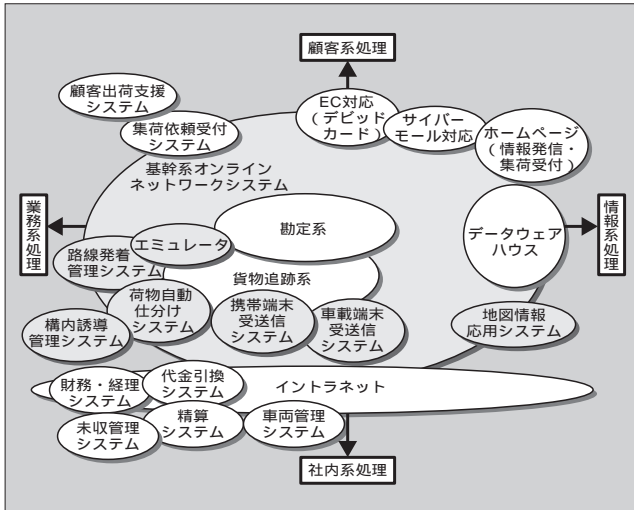 顧客系処理
顧客出荷支援
システム
集荷依頼受付
システム
EC対応
（デビッド
カード）
サイバー
モール対応
ホームページ
（情報発信・
集荷受付）
基幹系オンライン
ネットワークシステム
業務系処理
情報系処理
勘定系
データウェア
ハウス
エミュレータ
路線発着
管理システム
貨物追跡系
荷物自動
仕分け
システム
携帯端末
受送信
システム
車載端末
受送信
システム
構内誘導
管理システム
地図情報
応用システム
イントラネット
財務・経理
システム
代金引換
システム
未収管理
システム
精算
システム
車両管理
システム
社内系処理